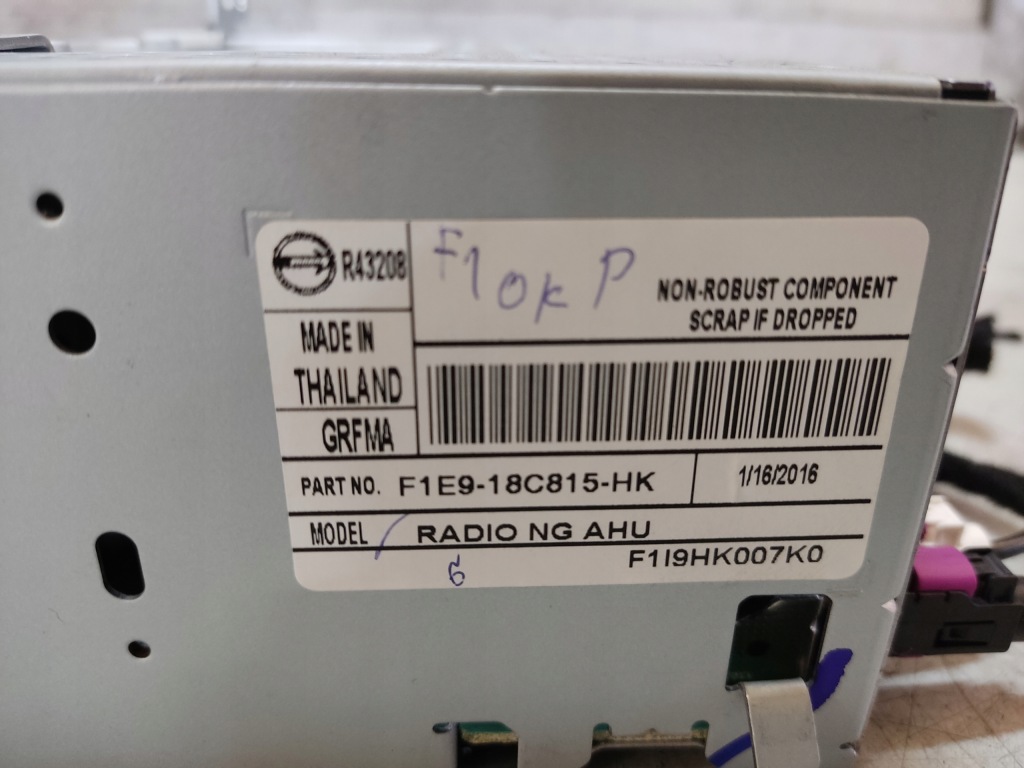 R43208
F1 OK P
NON-ROBUST COMPONENT
SCRAP IF DROPPED
MADE IN
THAILAND
GRFMA
PART NO. F1E9-18C815-HK
1/16/2016
MODEL RADIO NG AHU
F1I9HK007K0
6